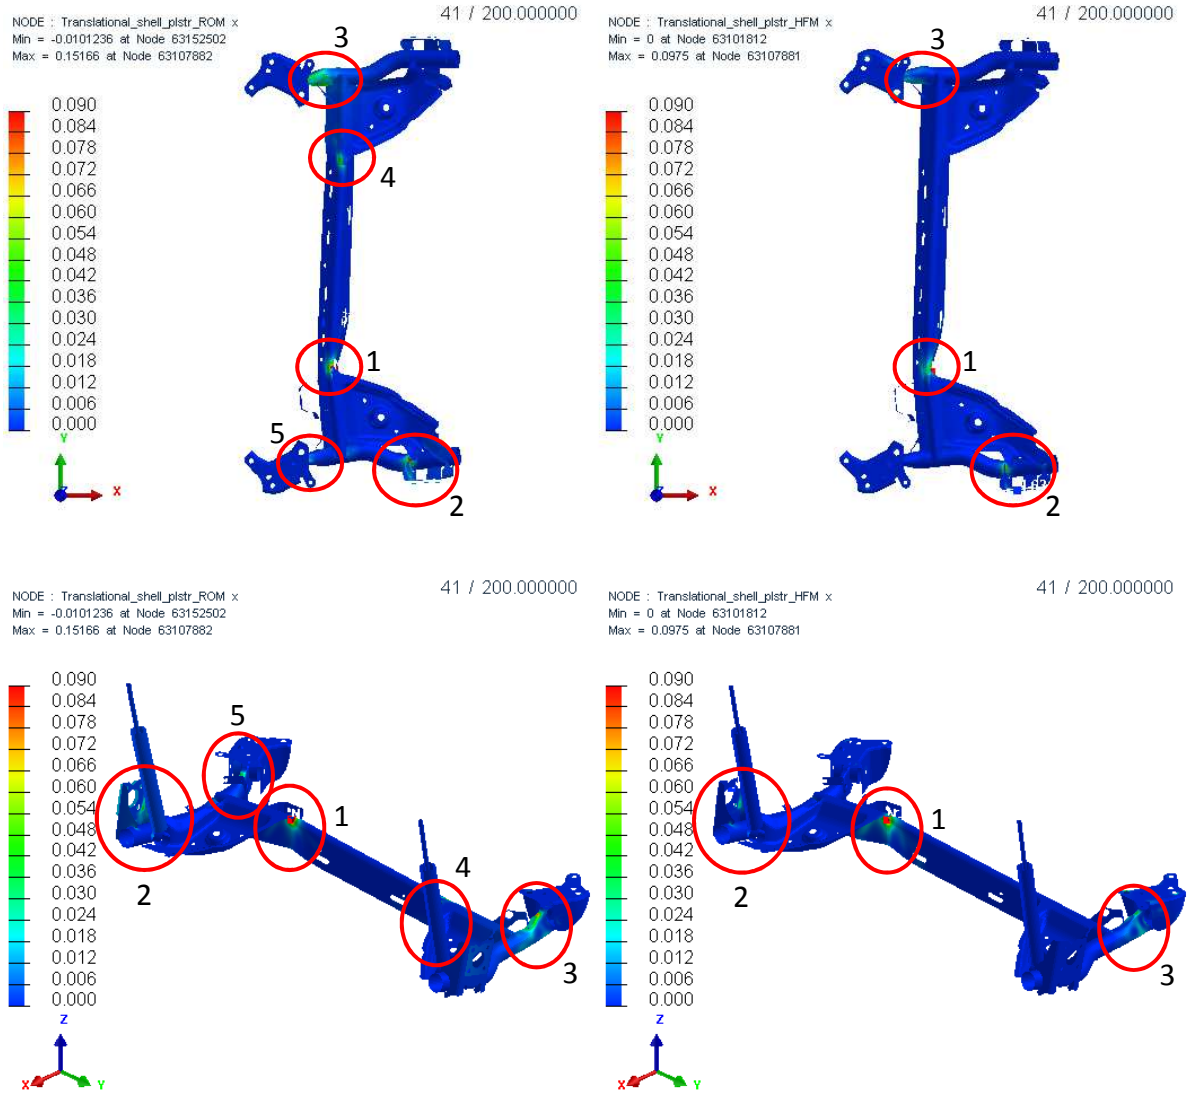 NODE : Translational_shell_plstr_ROM x
Min = -0.0101236 at Node 63152502
Max = 0.15166 at Node 63107882
41 / 200.000000
0.090
0.084
0.078
0.072
0.066
0.060
0.054
0.048
0.042
0.036
0.030
0.024
0.018
0.012
0.006
0.000
Y
Z
X
3
4
1
5
2
NODE : Translational_shell_plstr_HFM x
Min = 0 at Node 63101812
Max = 0.0975 at Node 63107881
41 / 200.000000
0.090
0.084
0.078
0.072
0.066
0.060
0.054
0.048
0.042
0.036
0.030
0.024
0.018
0.012
0.006
0.000
Y
Z
X
3
1
2
NODE : Translational_shell_plstr_ROM x
Min = -0.0101236 at Node 63152502
Max = 0.15166 at Node 63107882
41 / 200.000000
0.090
0.084
0.078
0.072
0.066
0.060
0.054
0.048
0.042
0.036
0.030
0.024
0.018
0.012
0.006
0.000
Z
X
Y
5
1
2
4
3
NODE : Translational_shell_plstr_HFM x
Min = 0 at Node 63101812
Max = 0.0975 at Node 63107881
41 / 200.000000
0.090
0.084
0.078
0.072
0.066
0.060
0.054
0.048
0.042
0.036
0.030
0.024
0.018
0.012
0.006
0.000
Z
X
Y
1
2
3